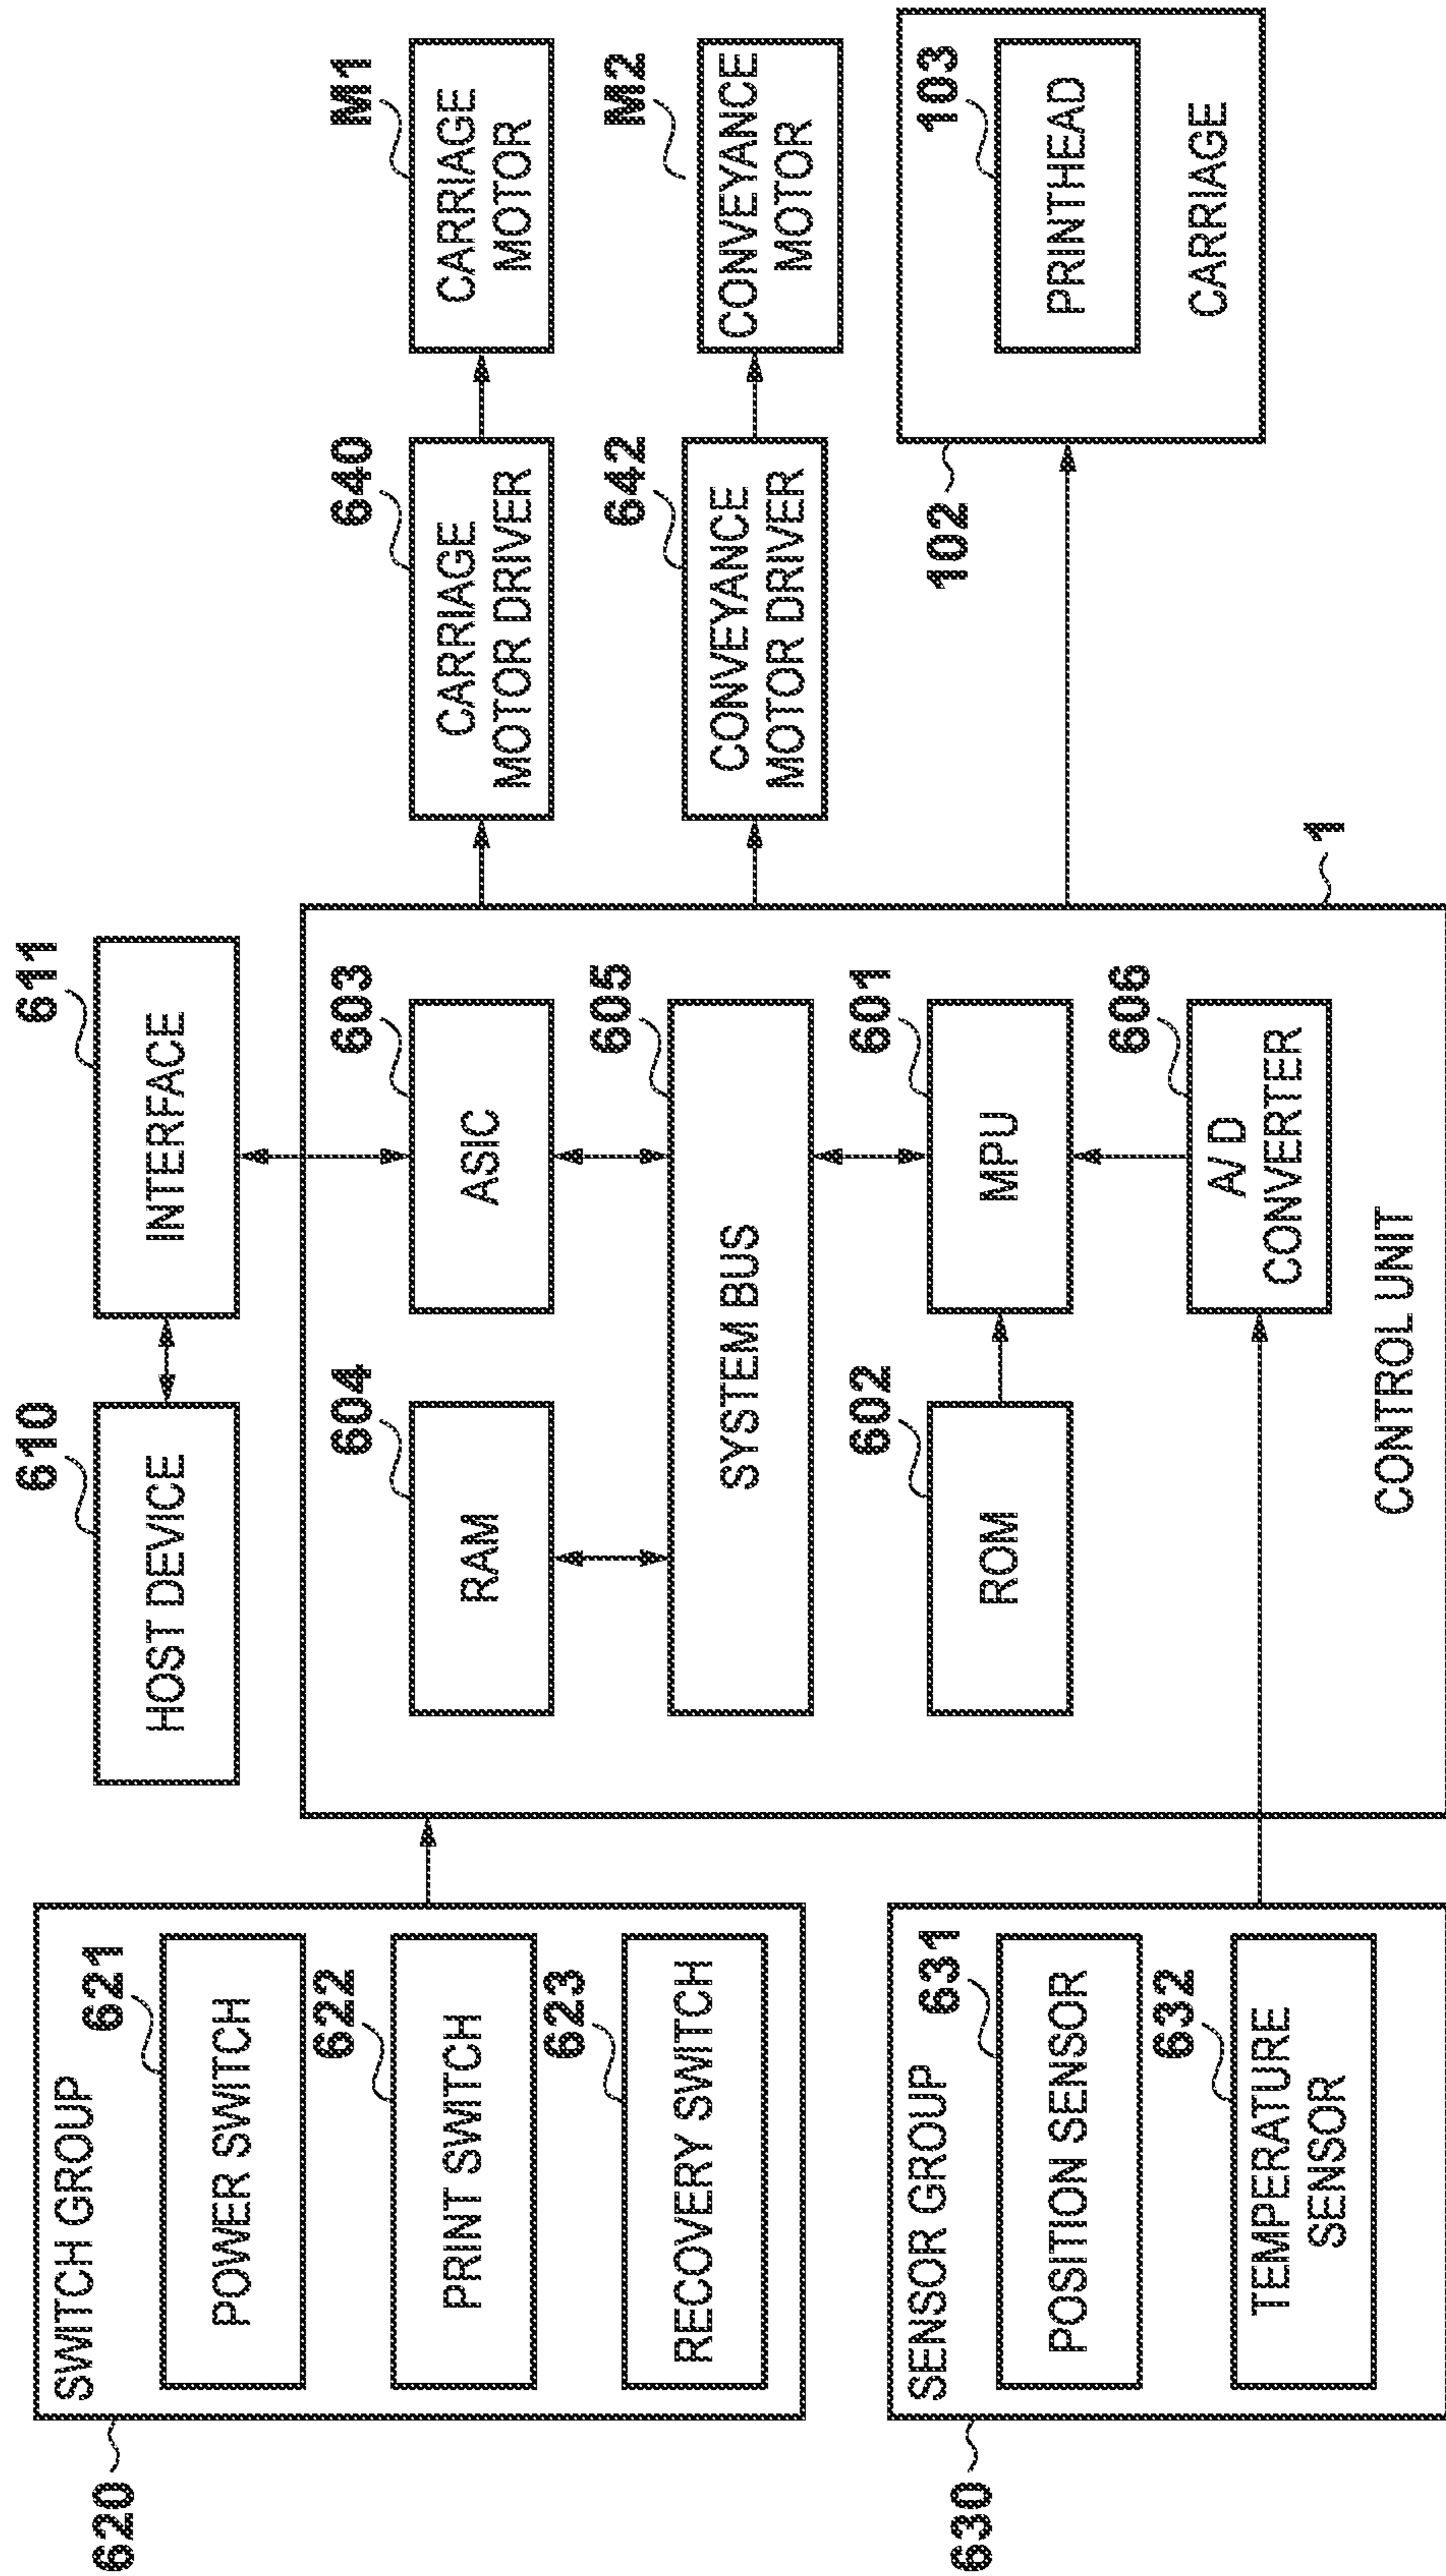 610
HOST DEVICE
611
INTERFACE
620
SWITCH GROUP
621
POWER SWITCH
622
PRINT SWITCH
623
RECOVERY SWITCH
630
SENSOR GROUP
631
POSITION SENSOR
632
TEMPERATURE
SENSOR
604
RAM
603
ASIC
605
SYSTEM BUS
602
ROM
601
MPU
606
A/D
CONVERTER
CONTROL UNIT
1
640
CARRIAGE
MOTOR DRIVER
M1
CARRIAGE
MOTOR
642
CONVEYANCE
MOTOR DRIVER
M2
CONVEYANCE
MOTOR
102
103
PRINTHEAD
CARRIAGE